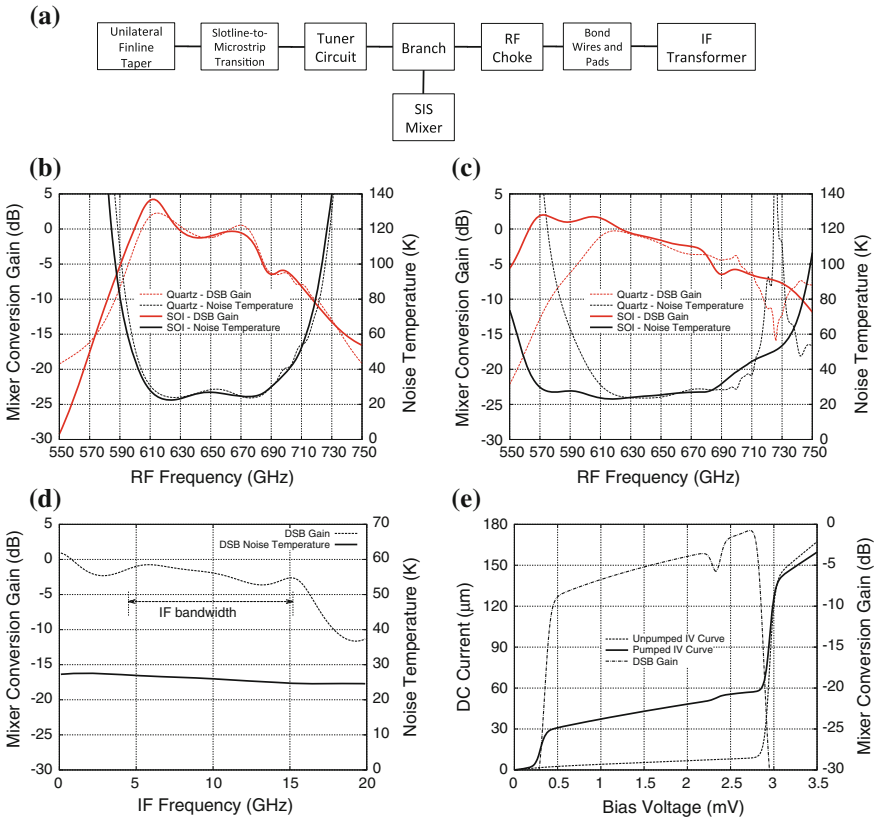 (a)
Unilateral
Finline
Taper
Slotline-to-
Microstrip
Transition
Tuner
Circuit
Branch
RF
Choke
Bond
Wires and
Pads
IF
Transformer
SIS
Mixer
(b)
Mixer Conversion Gain (dB)
5
0
-5
-10
-15
-20
-25
-30
550 570 590 610 630 650 670 690 710 730 750
RF Frequency (GHz)
140
120
100
80
60
40
20
0
Noise Temperature (K)
Quartz - DSB Gain
Quartz - Noise Temperature
SOI - DSB Gain
SOI - Noise Temperature
(c)
Mixer Conversion Gain (dB)
5
0
-5
-10
-15
-20
-25
-30
550 570 590 610 630 650 670 690 710 730 750
RF Frequency (GHz)
140
120
100
80
60
40
20
0
Noise Temperature (K)
Quartz - DSB Gain
Quartz - Noise Temperature
SOI - DSB Gain
SOI - Noise Temperature
(d)
Mixer Conversion Gain (dB)
5
0
-5
-10
-15
-20
-25
-30
0 5 10 15 20
IF Frequency (GHz)
70
60
50
40
30
20
10
0
Noise Temperature (K)
DSB Gain
DSB Noise Temperature
IF bandwidth
(e)
DC Current (μm)
180
150
120
90
60
30
0
0 0.5 1 1.5 2 2.5 3 3.5
Bias Voltage (mV)
0
-5
-10
-15
-20
-25
-30
Mixer Conversion Gain (dB)
Unpumped IV Curve
Pumped IV Curve
DSB Gain